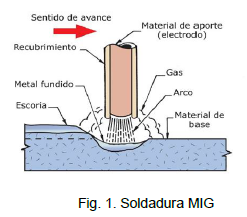 Sentido de avance
Material de aporte
(electrodo)
Recubrimiento
Gas
Metal fundido
Arco
Escoria
Material de
base
Fig. 1. Soldadura MIG